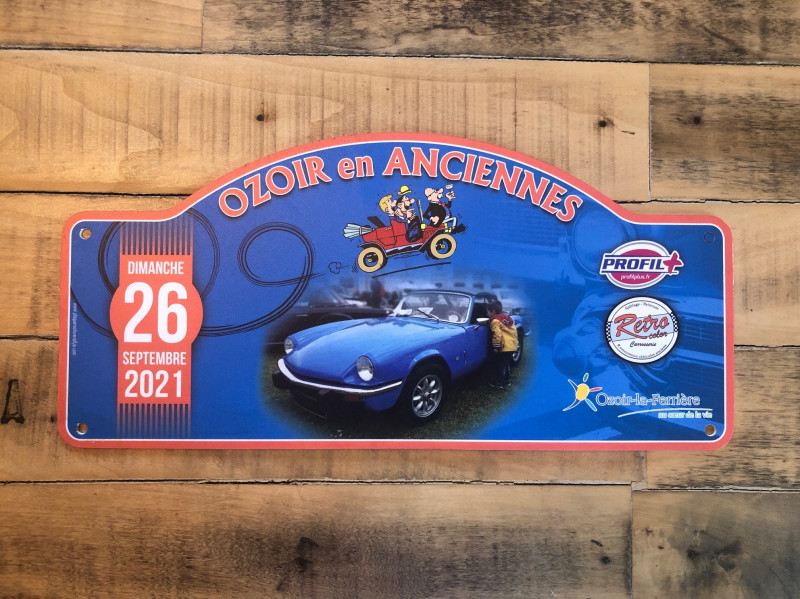 OZOIR en ANCIENNES
DIMANCHE
26
SEPTEMBRE
2021
PROFIL+
profilplus.fr
Retro
color
Carrosserie
Ozoir-la-Ferrière
au cœur de la vie